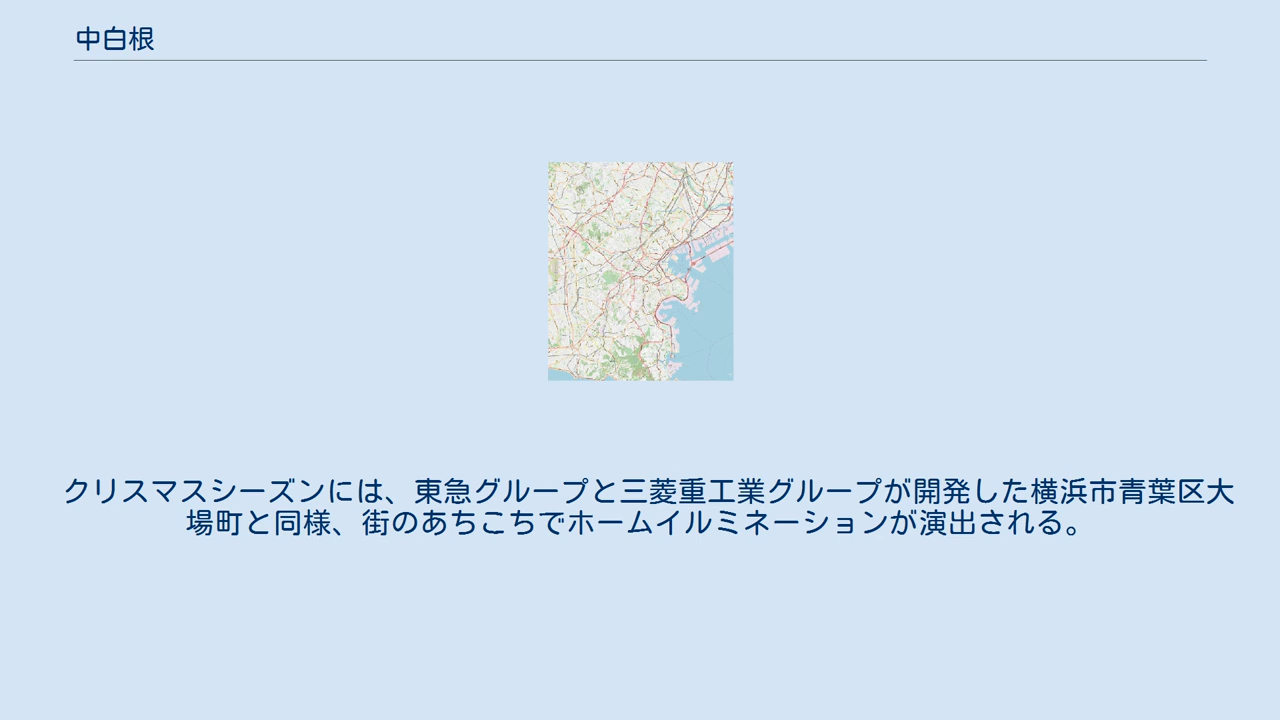 中白根
クリスマスシーズンには、東急グループと三菱重工業グループが開発した横浜市青葉区大
場町と同様、街のあちこちでホームイルミネーションが演出される。